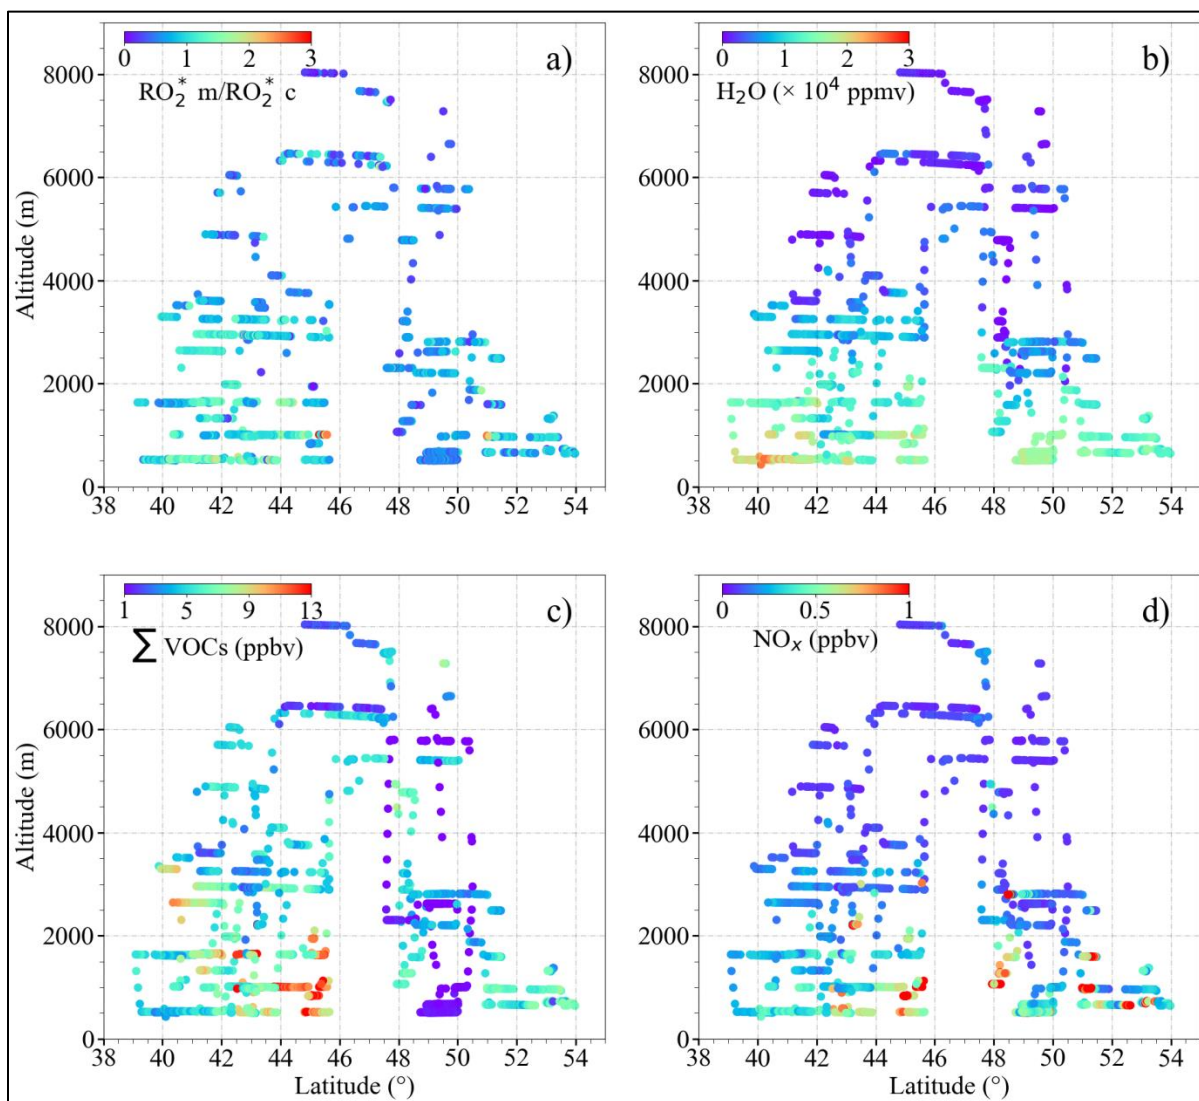 0 1 2 3
RO₂* m/RO₂* c
a)
8000
6000
4000
2000
0
Altitude (m)
38 40 42 44 46 48 50 52 54
0 1 2 3
H₂O (× 10⁴ ppmv)
b)
8000
6000
4000
2000
0
38 40 42 44 46 48 50 52 54
1 5 9 13
∑ VOCs (ppbv)
c)
8000
6000
4000
2000
0
Altitude (m)
38 40 42 44 46 48 50 52 54
Latitude (°)
0 0.5 1
NOₓ (ppbv)
d)
8000
6000
4000
2000
0
38 40 42 44 46 48 50 52 54
Latitude (°)